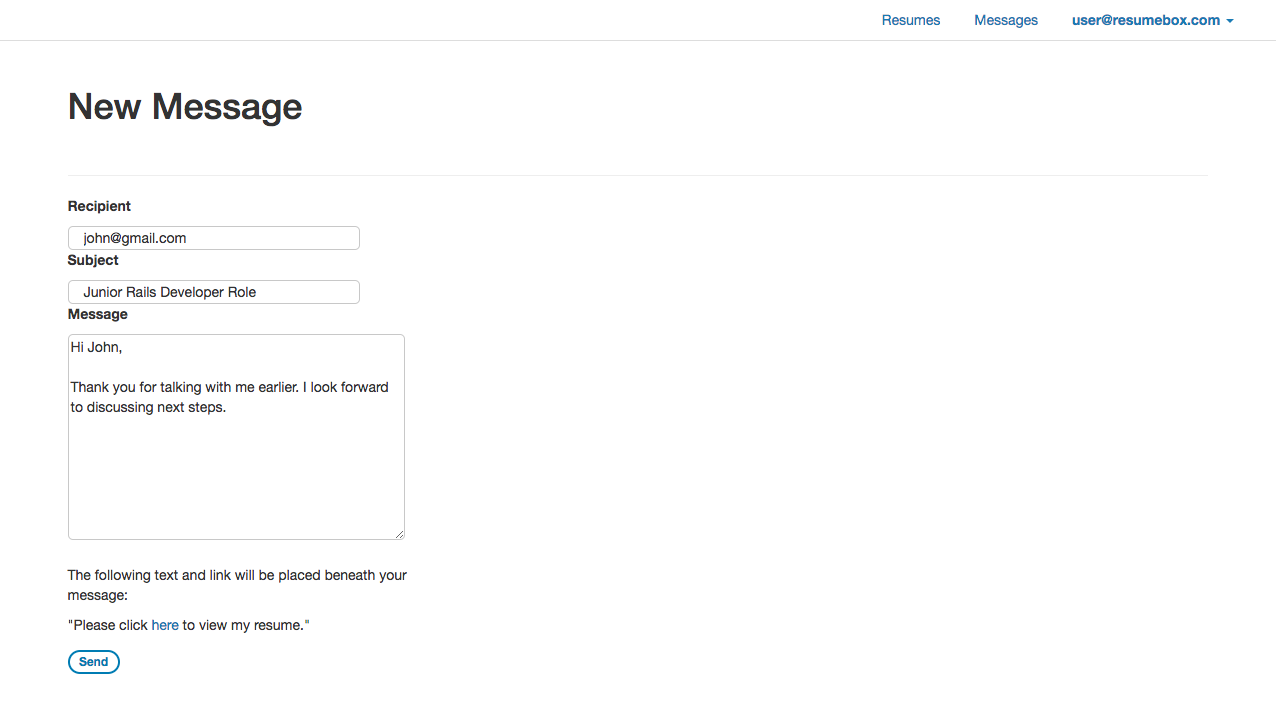 Resumes Messages user@resumebox.com
New Message
Recipient
john@gmail.com
Subject
Junior Rails Developer Role
Message
Hi John,
Thank you for talking with me earlier. I look forward
to discussing next steps.
The following text and link will be placed beneath your
message:
"Please click here to view my resume."
Send